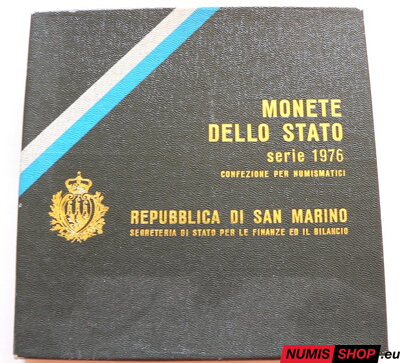 MONETE
DELLO STATO
serie 1976
CONFEZIONE PER NUMISMATICI
REPUBBLICA DI SAN MARINO
SEGRETERIA DI STATO PER LE FINANZE ED IL BILANCIO
NUMIS SHOP.eu